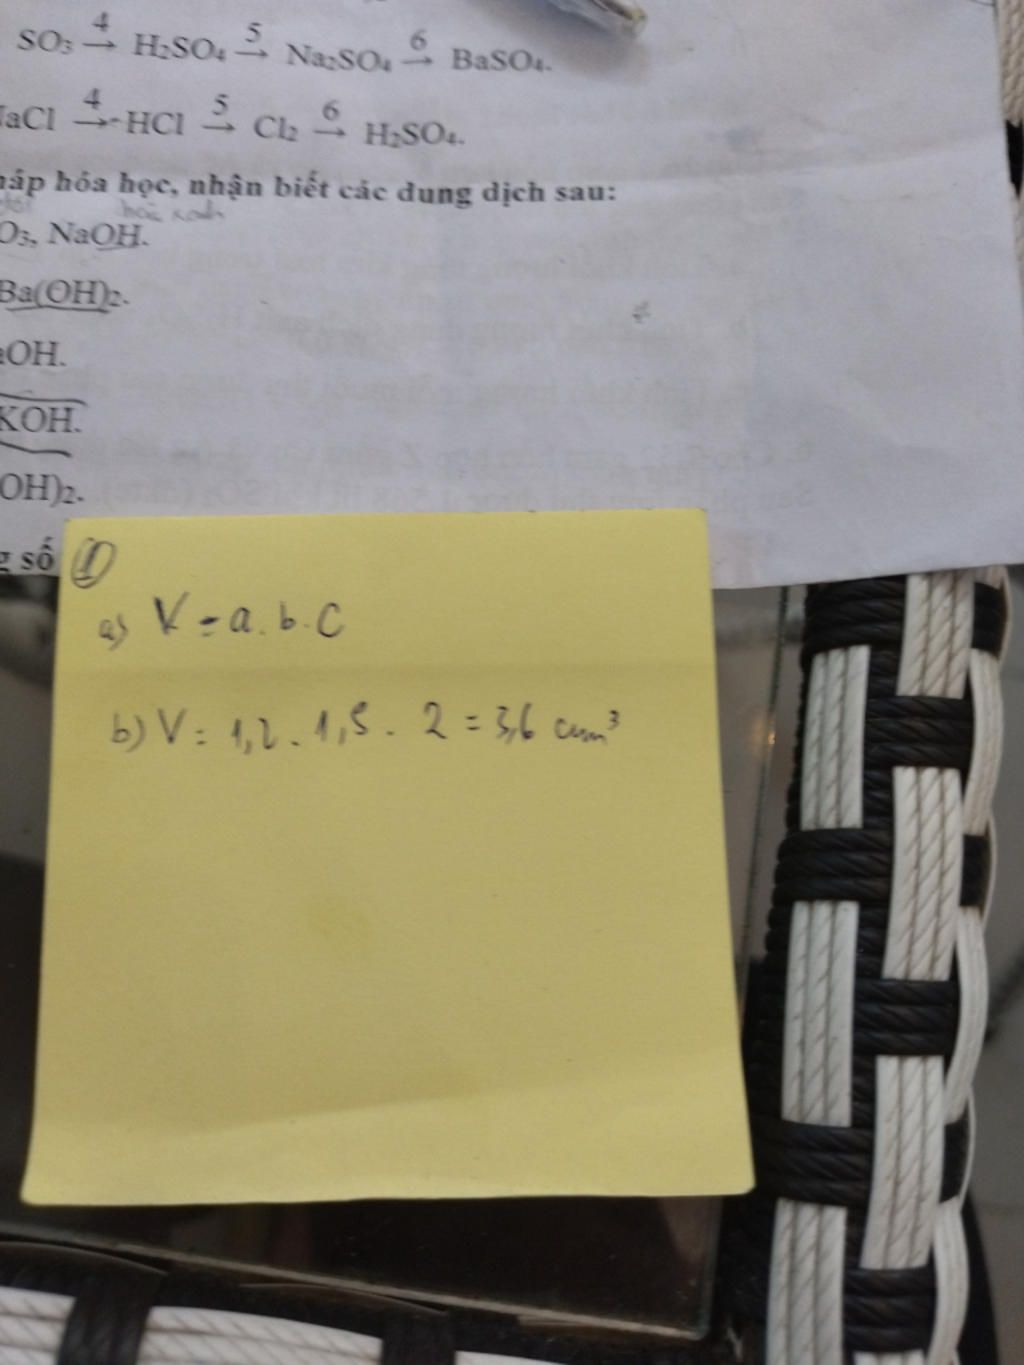 SO₃ →4 H₂SO₄ →5 Na₂SO₄ →6 BaSO₄.
NaCl →4 HCl →5 Cl₂ →6 H₂SO₄.
hóa học, nhận biết các dung dịch sau:
O₃, NaOH.
Ba(OH)₂.
OH.
KOH.
OH)₂.
số
①
a) V = a.b.c
b) V = 1,2 . 1,5 . 2 = 3,6 cm³